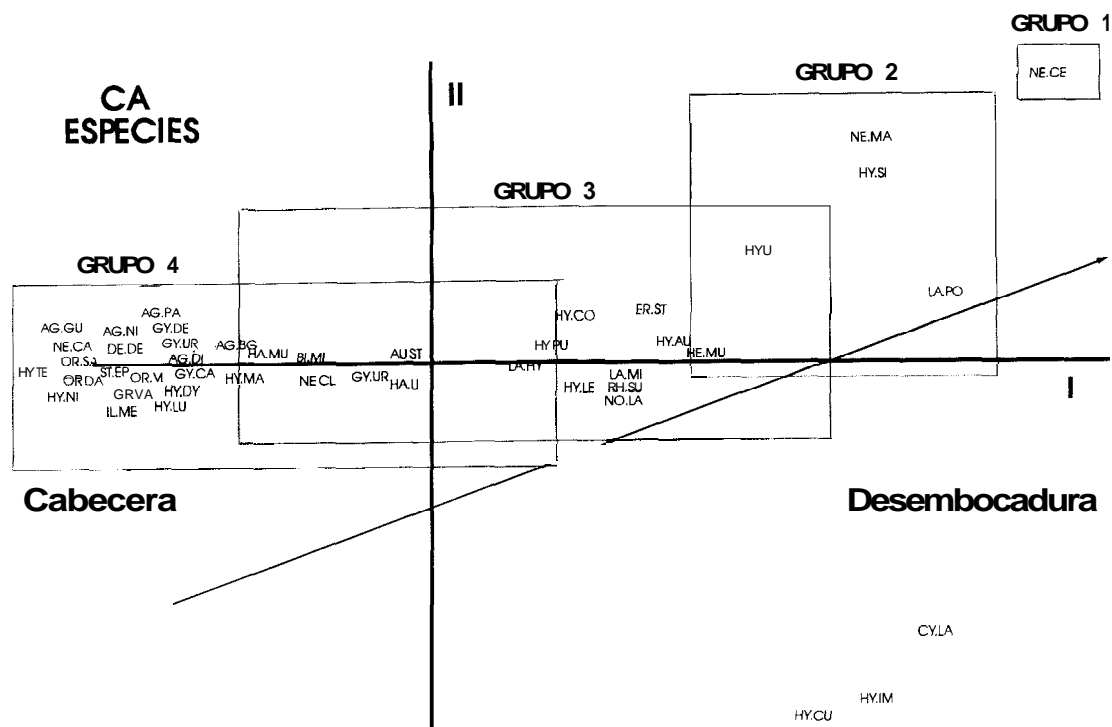 GRUPO 1
NE.CE
GRUPO 2
CA
ESPECIES
II
NE.MA
HY.SI
GRUPO 3
HYU
GRUPO 4
LA.PO
AG.PA
HY.CO
ER.ST
AG.GU
AG.NI
GY.DE
NE.CA
DE.DE
GY.UR
AG.BG
HA.MU
BI.MI
AU.ST
HY.PU
HY.AU
HE.MU
AG.DI
HY.TE
ST.EP
OR.M
GY.CA
HY.MA
NE.CL
GY.UR
HA.LI
LA.HY
LA.MI
OR.DA
HY.LE
RH.SU
I
HY.NI
GRVA
HY.DY
NO.LA
IL.ME
HY.LU
Cabecera
Desembocadura
CY.LA
HY.IM
HY.CU